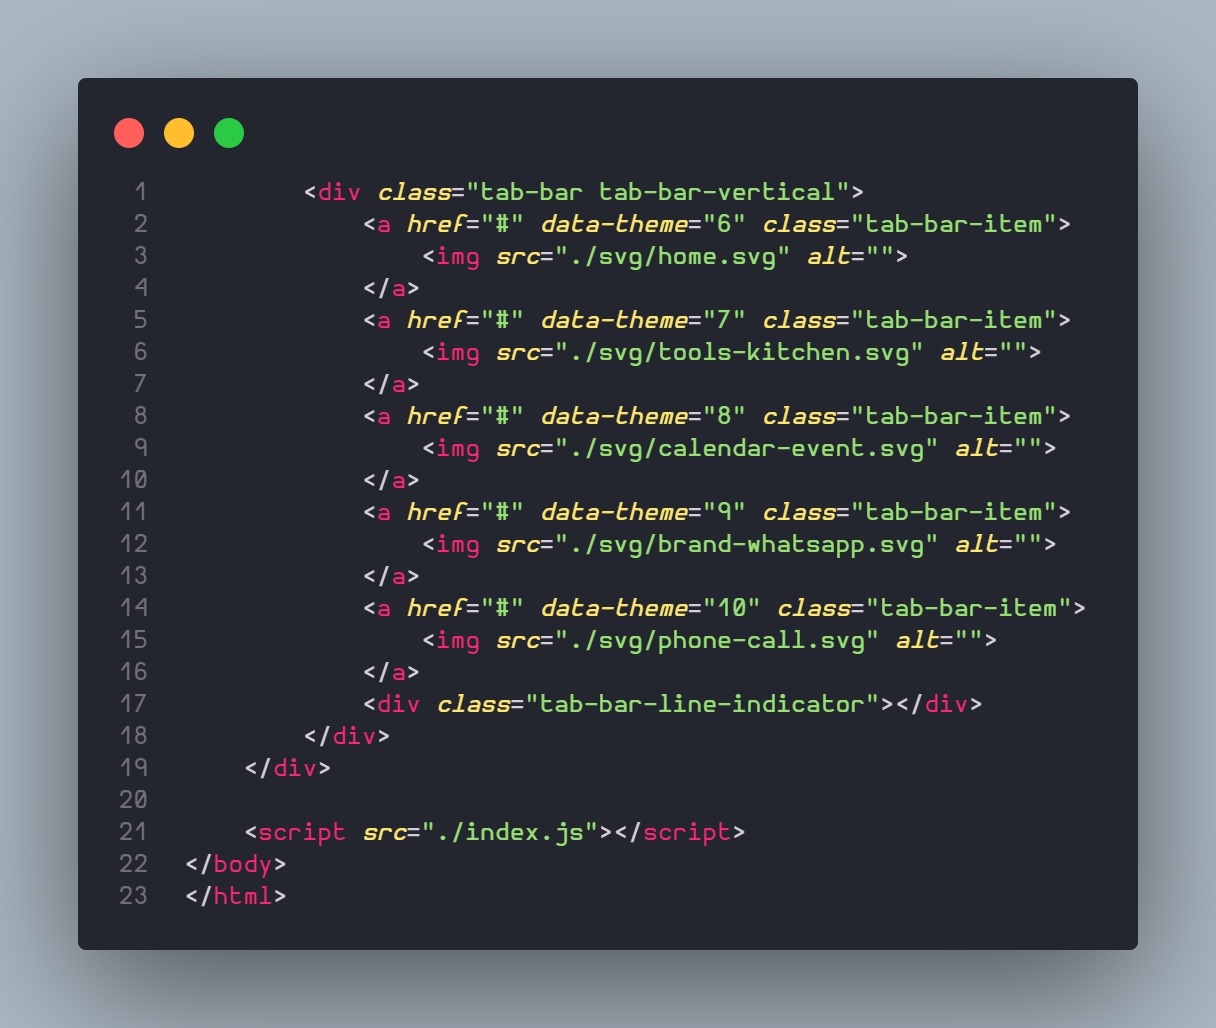 1         <div class="tab-bar tab-bar-vertical">
2             <a href="#" data-theme="6" class="tab-bar-item">
3                 <img src="./svg/home.svg" alt="">
4             </a>
5             <a href="#" data-theme="7" class="tab-bar-item">
6                 <img src="./svg/tools-kitchen.svg" alt="">
7             </a>
8             <a href="#" data-theme="8" class="tab-bar-item">
9                 <img src="./svg/calendar-event.svg" alt="">
10             </a>
11             <a href="#" data-theme="9" class="tab-bar-item">
12                 <img src="./svg/brand-whatsapp.svg" alt="">
13             </a>
14             <a href="#" data-theme="10" class="tab-bar-item">
15                 <img src="./svg/phone-call.svg" alt="">
16             </a>
17             <div class="tab-bar-line-indicator"></div>
18         </div>
19     </div>
20
21     <script src="./index.js"></script>
22 </body>
23 </html>